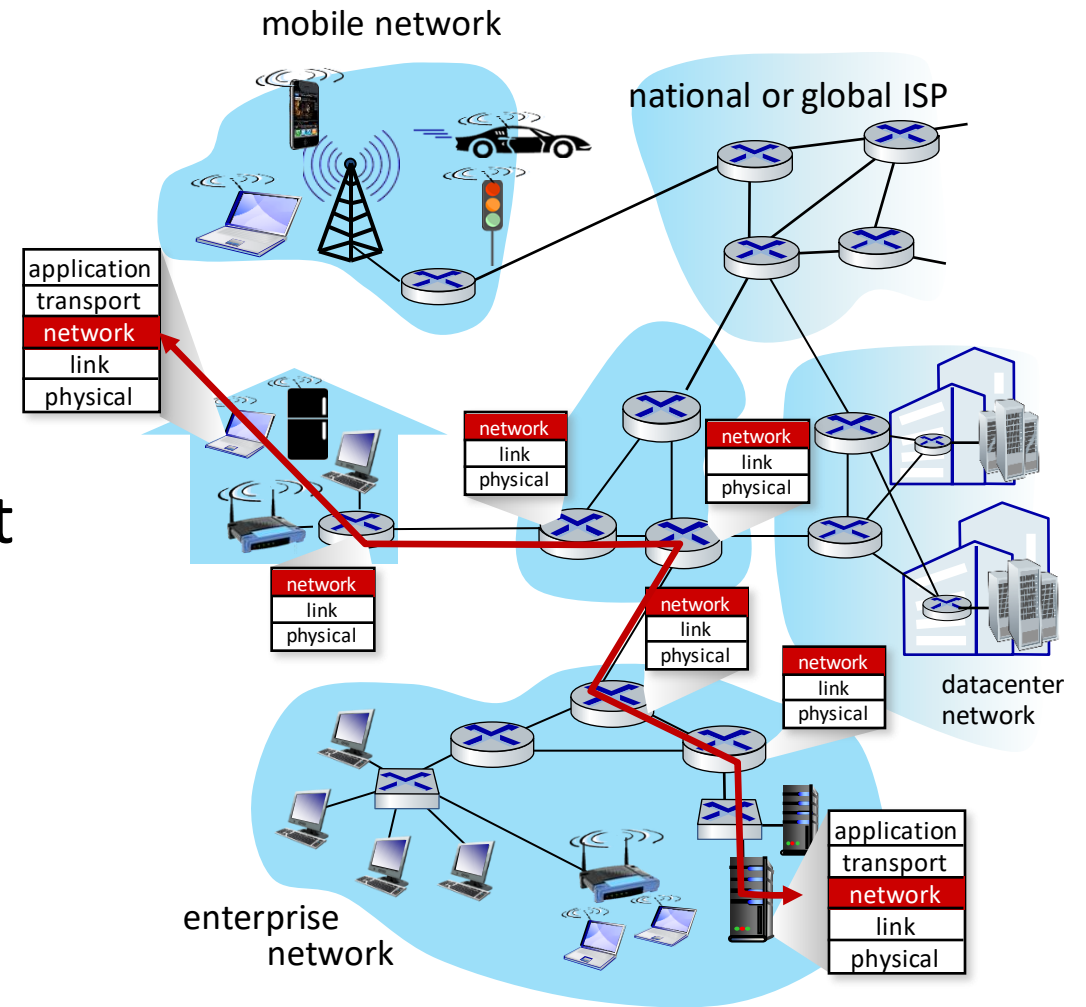 mobile network
national or global ISP
application
transport
network
link
physical
network
link
physical
network
link
physical
t
network
link
physical
network
link
physical
network
link
physical
datacenter
network
application
transport
network
link
physical
enterprise
network